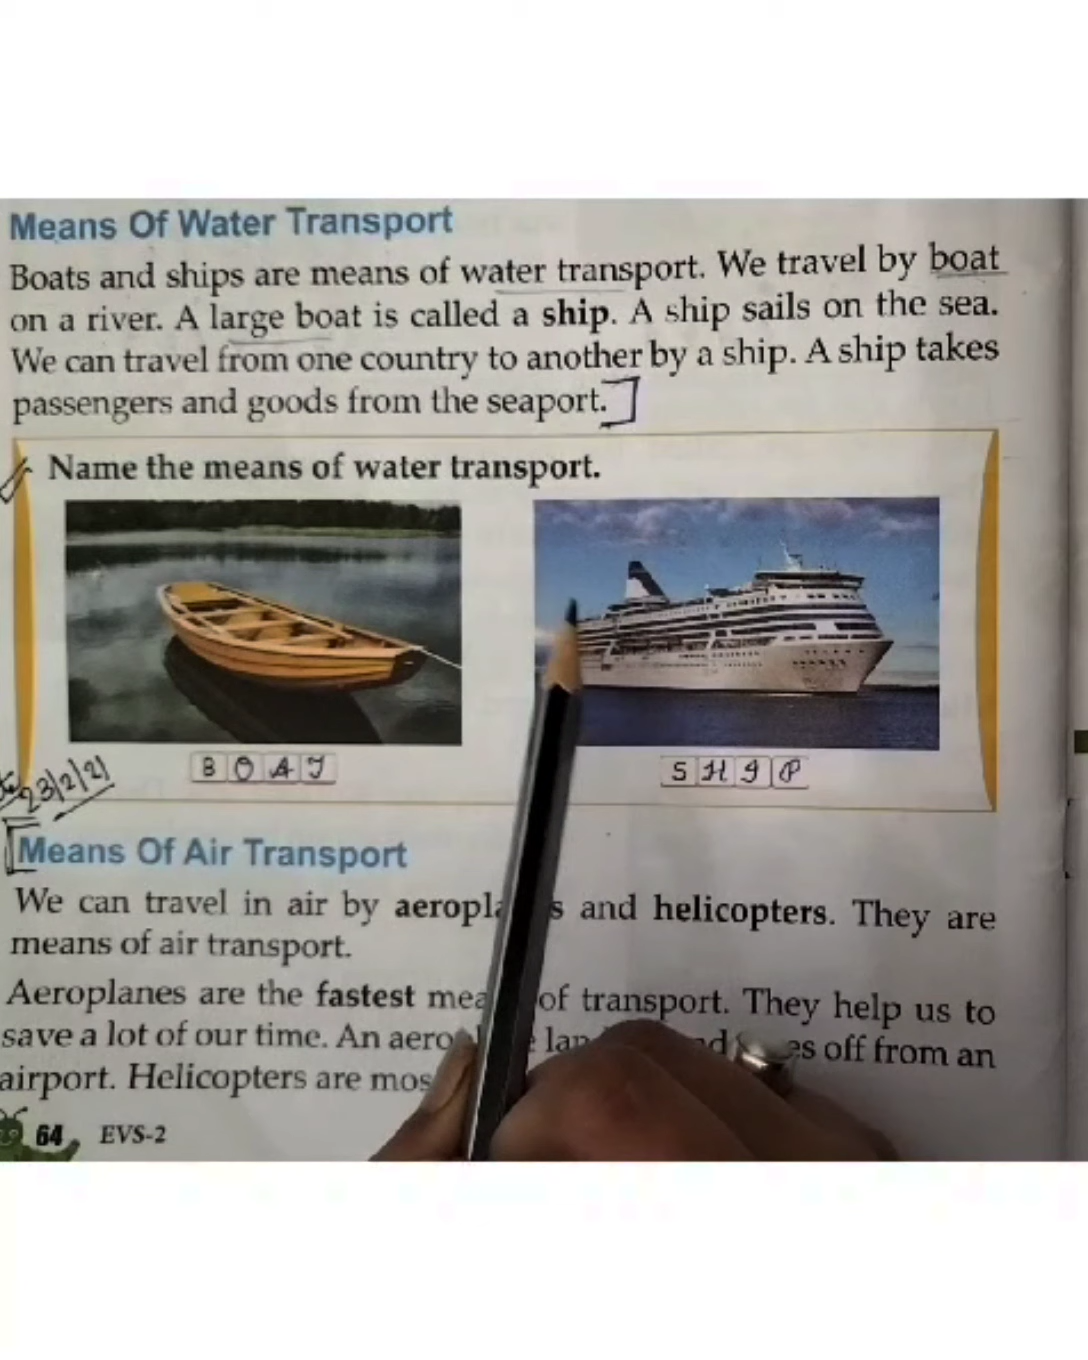 Means Of Water Transport
Boats and ships are means of water transport. We travel by boat
on a river. A large boat is called a ship. A ship sails on the sea.
We can travel from one country to another by a ship. A ship takes
passengers and goods from the seaport.
Name the means of water transport.
BOAT SHIP
23/2/21
Means Of Air Transport
We can travel in air by and helicopters. They are
means of air transport.
Aeroplanes are the fastest of transport. They help us to
save a lot of our time. An off from an
airport. Helicopters are
64 EVS-2